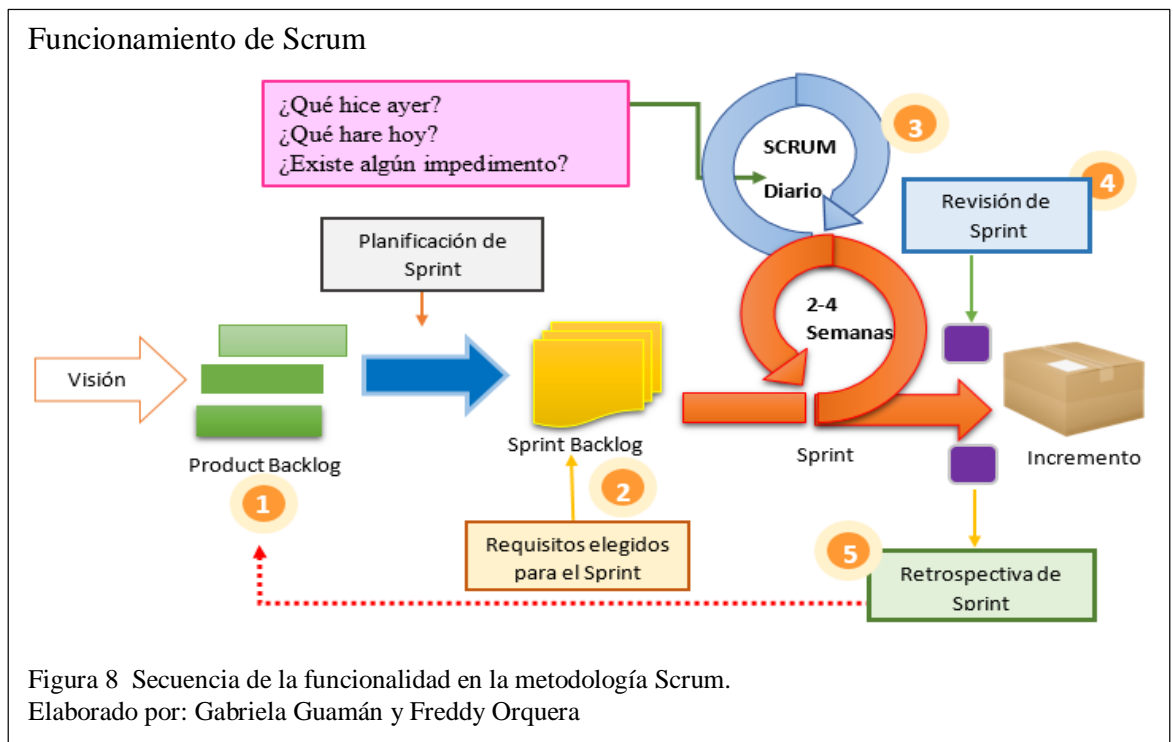 Funcionamiento de Scrum
¿Qué hice ayer?
¿Qué hare hoy?
¿Existe algún impedimento?
SCRUM
Diario
3
4
Revisión de
Sprint
Planificación de
Sprint
2-4
Semanas
Visión
Product Backlog
1
Sprint Backlog
2
Requisitos elegidos
para el Sprint
Sprint
Incremento
5
Retrospectiva de
Sprint
Figura 8 Secuencia de la funcionalidad en la metodología Scrum.
Elaborado por: Gabriela Guamán y Freddy Orquera